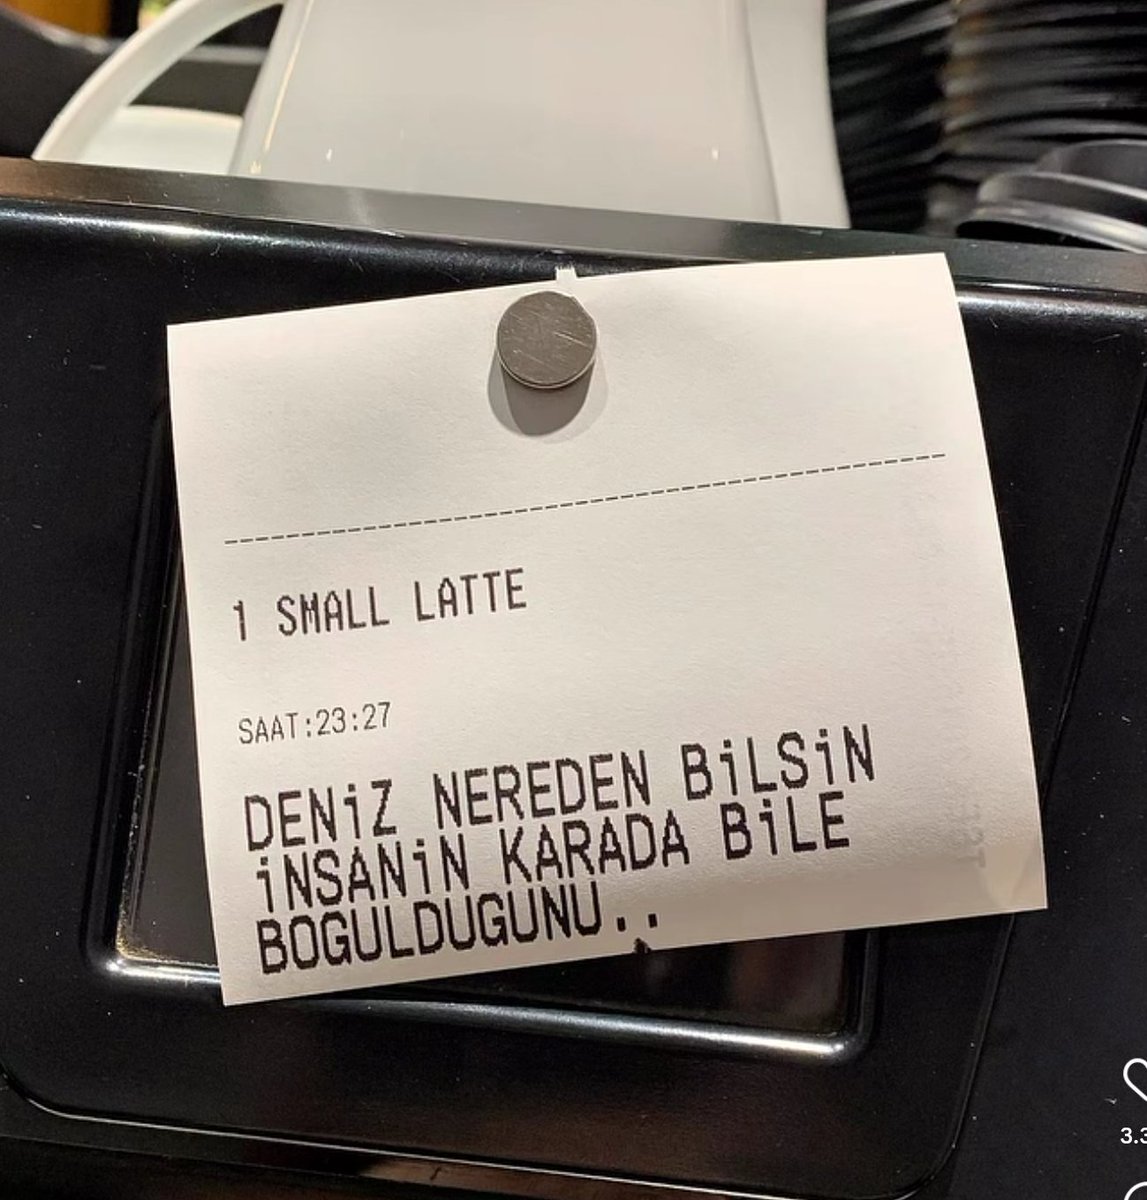 1 SMALL LATTE
SAAT:23:27
DENiZ NEREDEN BiLSiN
iNSANiN KARADA BiLE
BOGULDUGUNU..